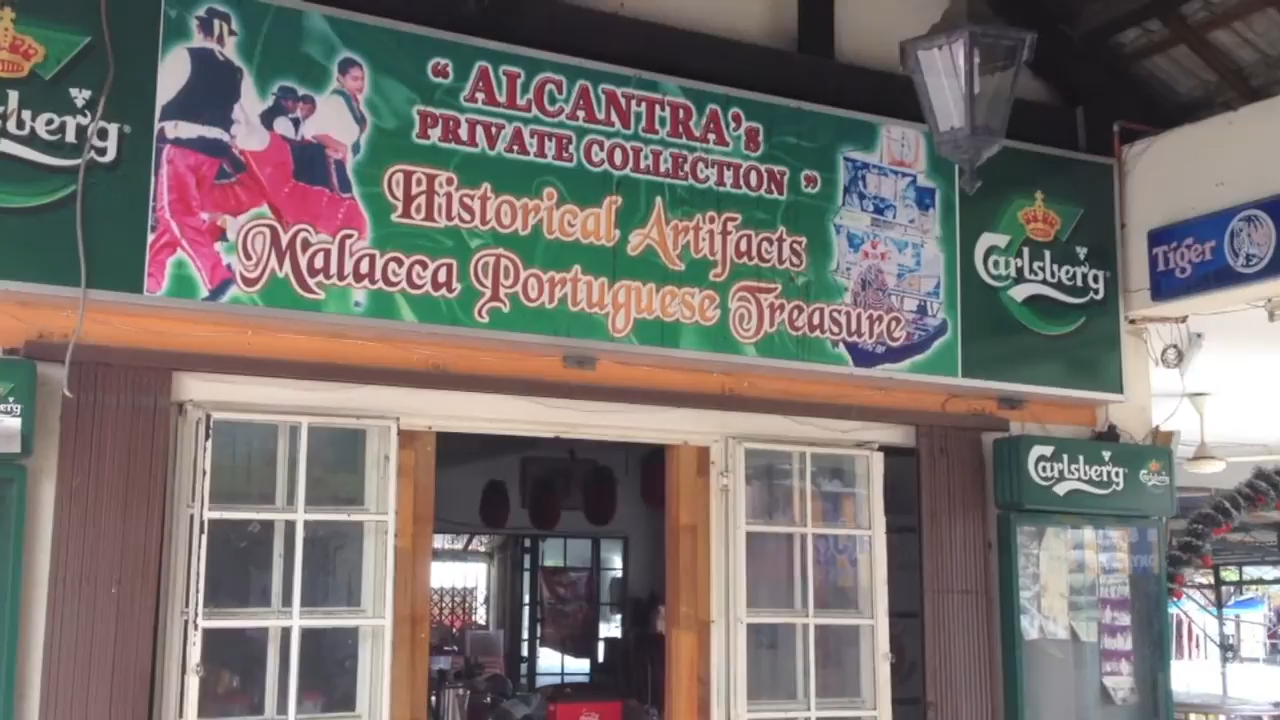 Carlsberg
" ALCANTRA's
PRIVATE COLLECTION "
Historical Artifacts
Malacca Portuguese Treasure
Carlsberg
Tiger
Carlsberg